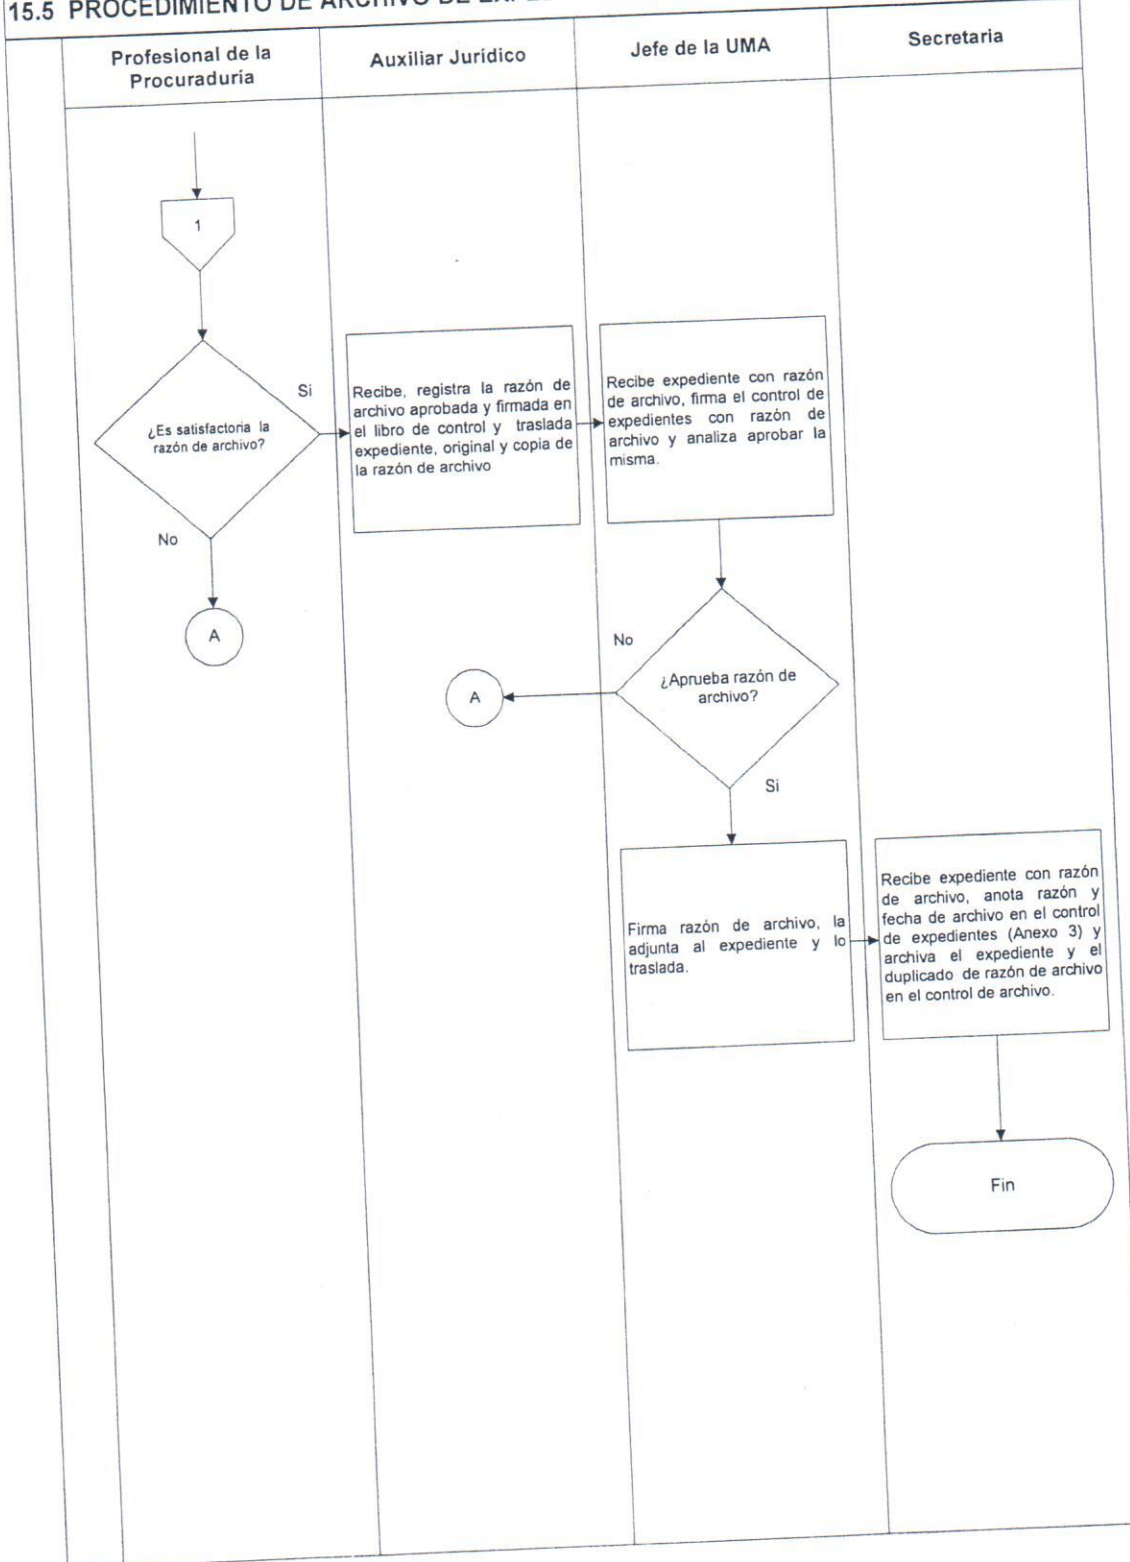 15.5 PROCEDIMIENTO DE ARCHIVO DE
Profesional de la
Procuraduría
Auxiliar Jurídico
Jefe de la UMA
Secretaria
1
¿Es satisfactoria la
razón de archivo?
Si
No
A
Recibe, registra la razón de
archivo aprobada y firmada en
el libro de control y traslada
expediente, original y copia de
la razón de archivo
Recibe expediente con razón
de archivo, firma el control de
expedientes con razón de
archivo y analiza aprobar la
misma.
No
¿Aprueba razón de
archivo?
A
Si
Firma razón de archivo, la
adjunta al expediente y lo
traslada.
Recibe expediente con razón
de archivo, anota razón y
fecha de archivo en el control
de expedientes (Anexo 3) y
archiva el expediente y el
duplicado de razón de archivo
en el control de archivo.
Fin